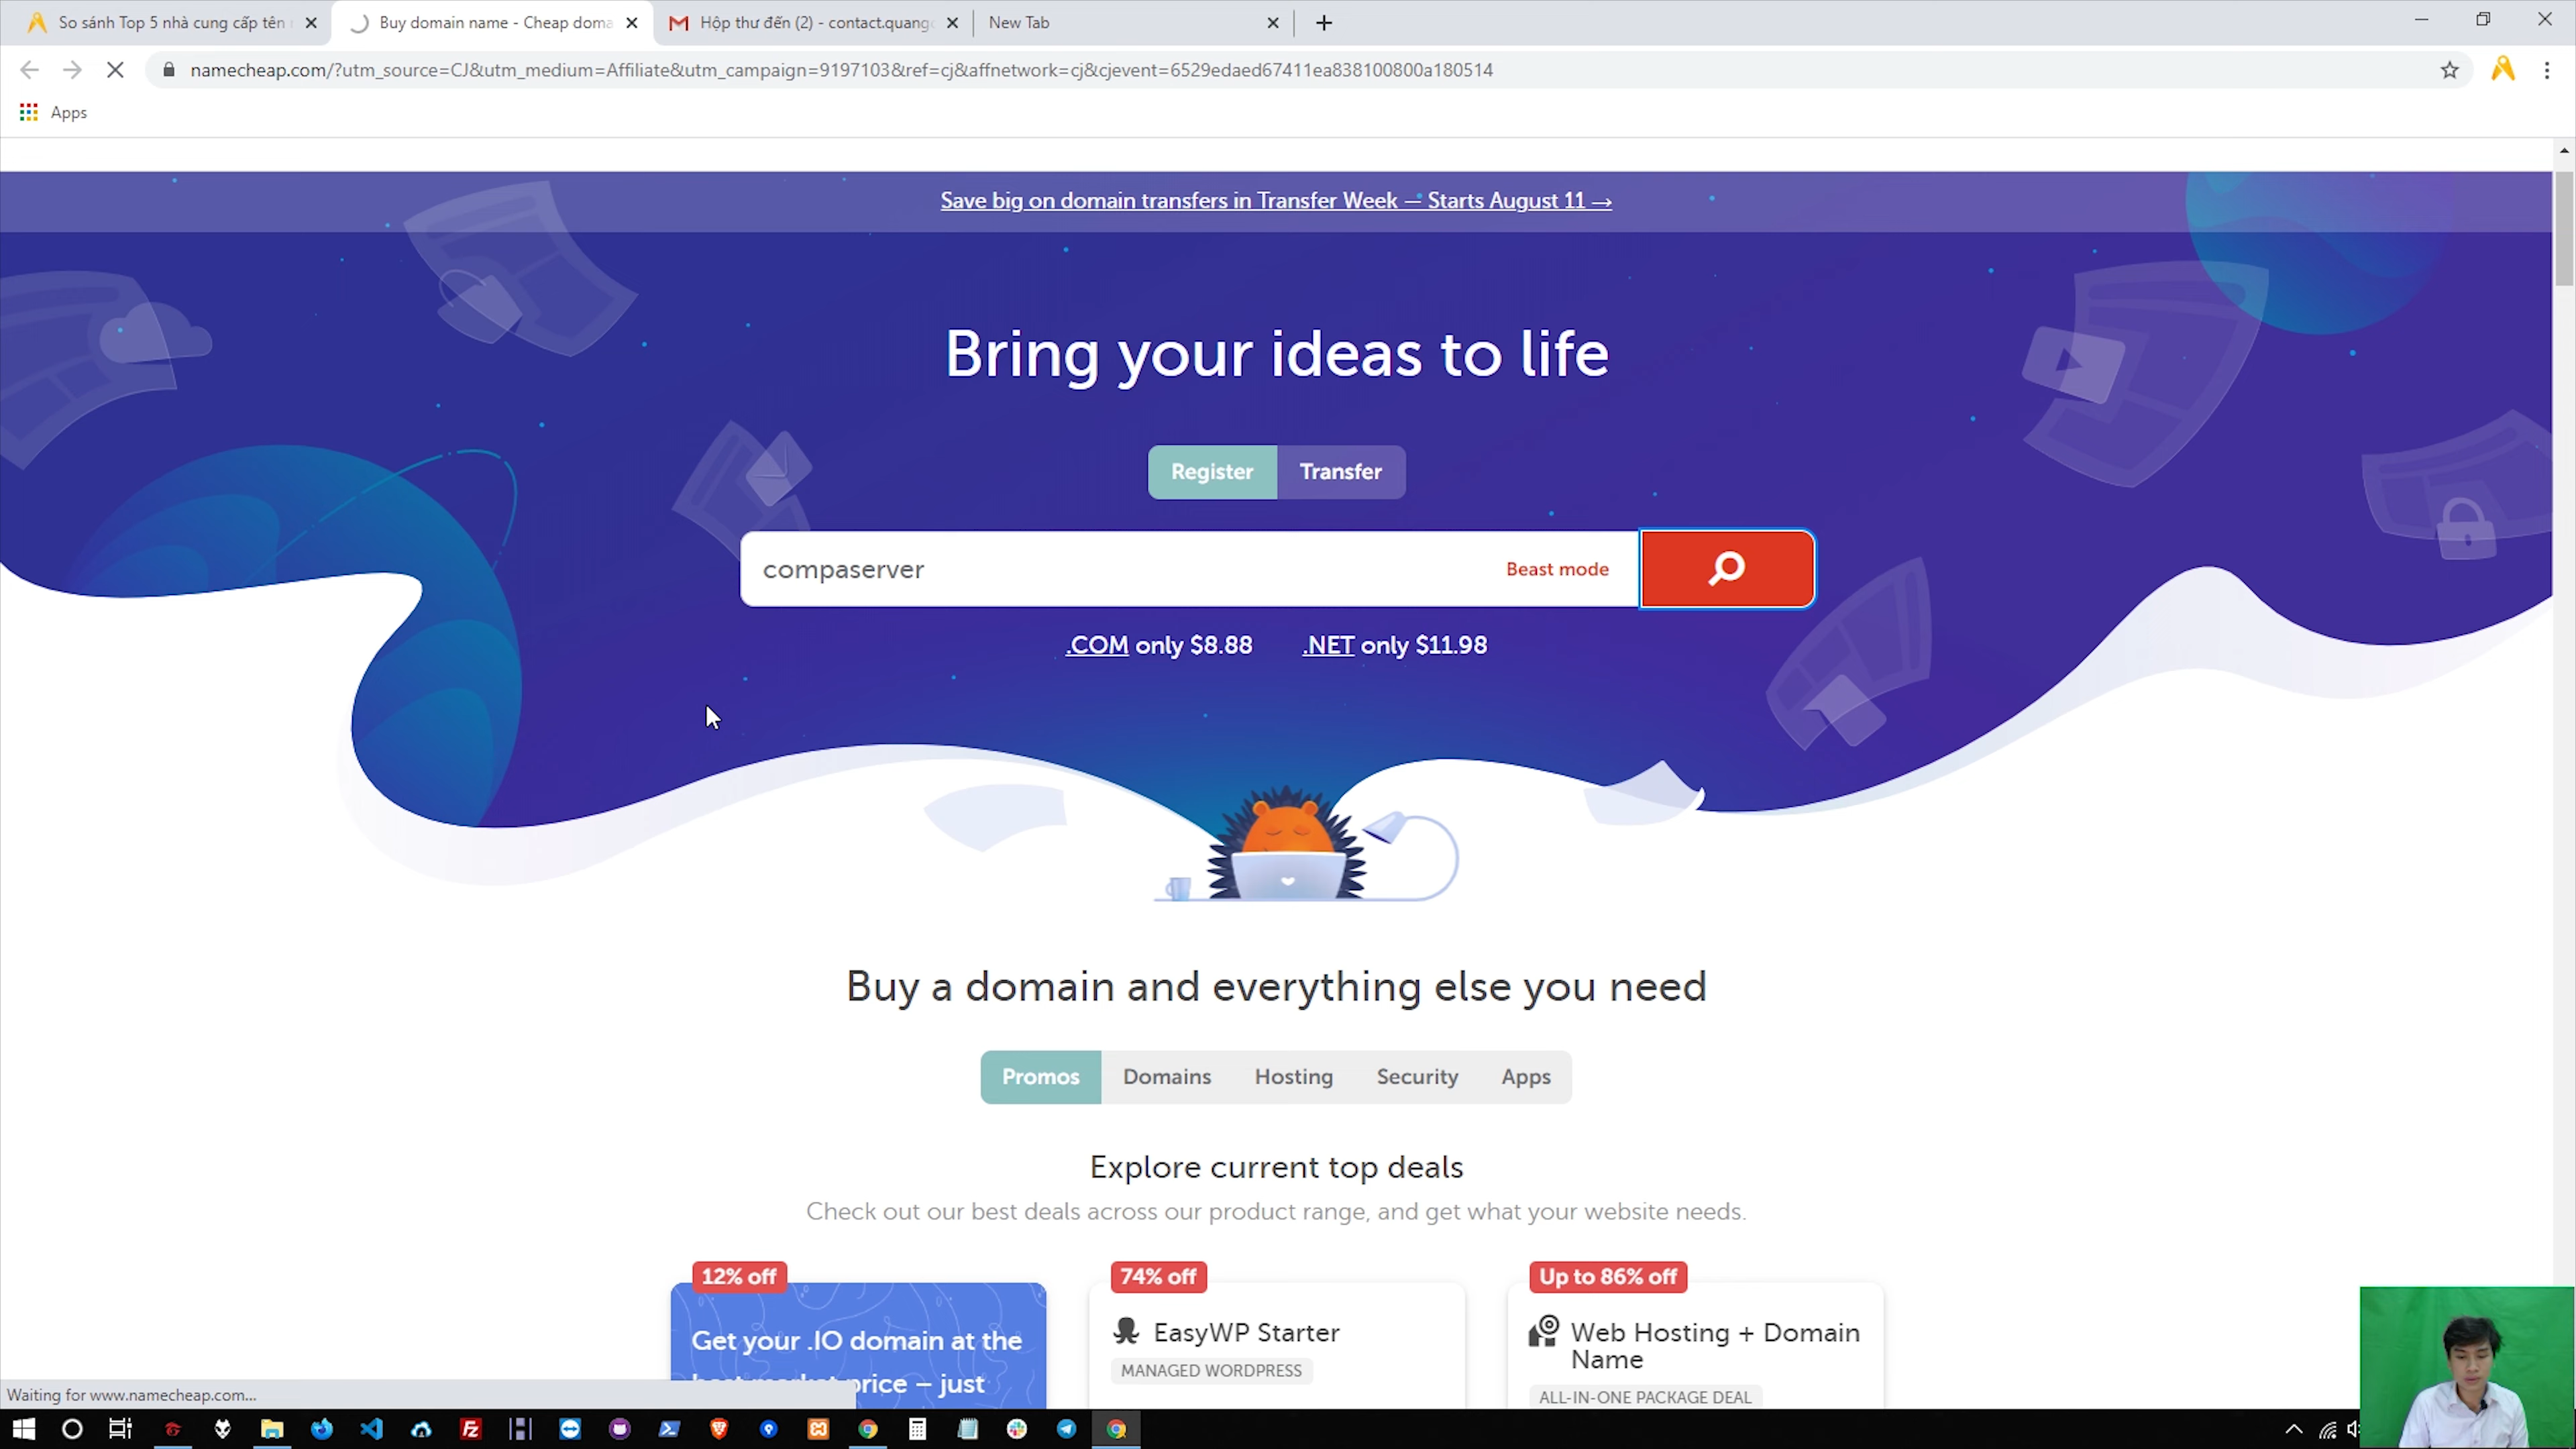 So sánh Top 5 nhà cung cấp tên
Buy domain name - Cheap doma
Hộp thư đến (2) - contact.quang
New Tab
namecheap.com/?utm_source=CJ&utm_medium=Affiliate&utm_campaign=9197103&ref=cj&affnetwork=cj&cjevent=6529edaed67411ea838100800a180514
Apps
Save big on domain transfers in Transfer Week — Starts August 11 →
Bring your ideas to life
Register Transfer
compaserver Beast mode
.COM only $8.88 .NET only $11.98
Buy a domain and everything else you need
Promos Domains Hosting Security Apps
Explore current top deals
Check out our best deals across our product range, and get what your website needs.
12% off
74% off
Up to 86% off
Get your .IO domain at the
price – just
EasyWP Starter
MANAGED WORDPRESS
Web Hosting + Domain
Name
ALL-IN-ONE PACKAGE DEAL
Waiting for www.namecheap.com...